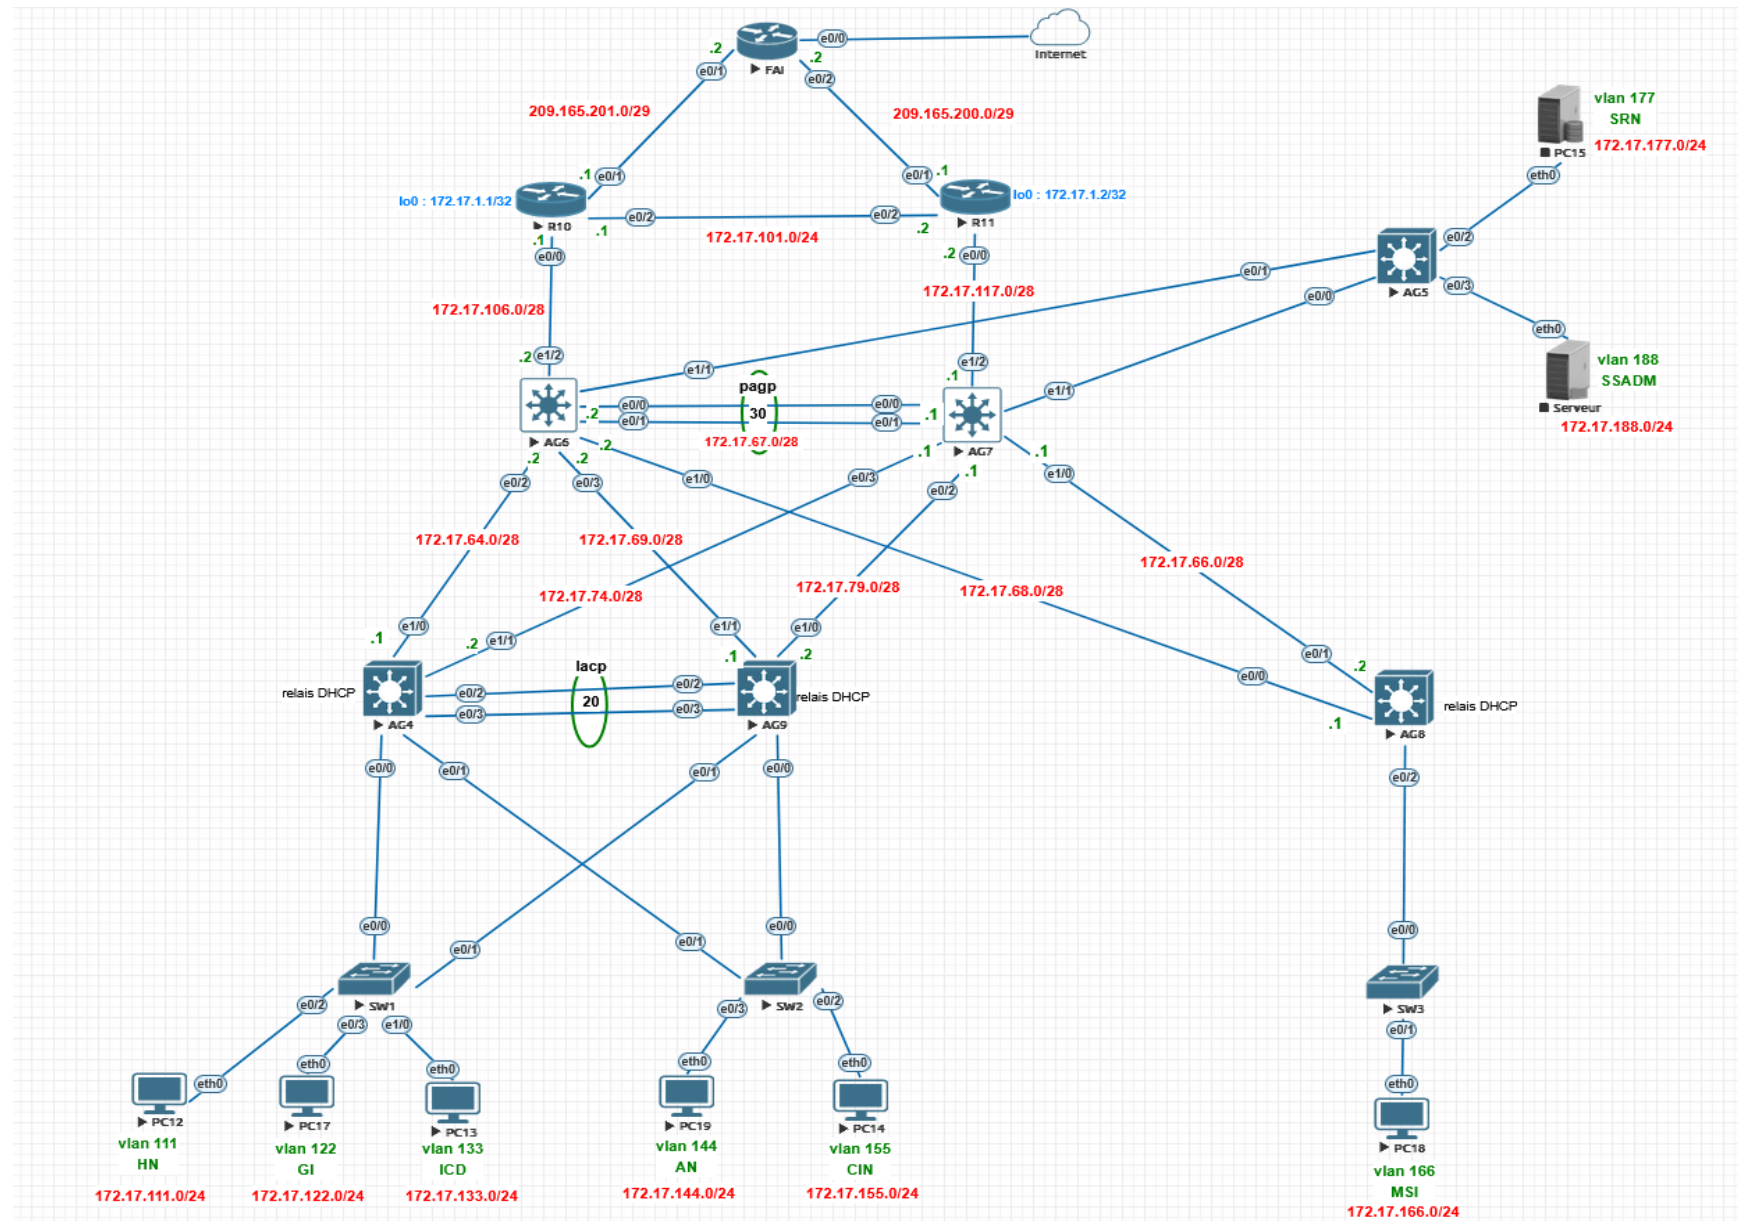 Internet
e0/0
.2
.2
FAI
e0/1
e0/2
209.165.201.0/29
209.165.200.0/29
vlan 177
SRN
172.17.177.0/24
PC15
eth0
.1
e0/1
e0/1
.1
lo0 : 172.17.1.1/32
lo0 : 172.17.1.2/32
e0/2
e0/2
R10
R11
.1
.1
.2
172.17.101.0/24
e0/2
e0/0
.2
e0/0
e0/1
AG5
e0/3
e0/0
172.17.117.0/28
172.17.106.0/28
eth0
vlan 188
SSADM
Serveur
172.17.188.0/24
.2
e1/2
e1/2
e1/1
.1
pagp
30
e1/1
e0/0
e0/0
.2
.1
e0/1
e0/1
172.17.67.0/28
AG6
AG7
.2
.2
.2
.1
.1
.1
e0/2
e0/3
e1/0
e0/3
e0/2
e1/0
172.17.64.0/28
172.17.69.0/28
172.17.66.0/28
172.17.74.0/28
172.17.79.0/28
172.17.68.0/28
.1
e1/0
.2
e1/1
e1/1
e1/0
.1
.2
e0/1
.2
e0/0
lacp
20
relais DHCP
e0/2
e0/2
relais DHCP
relais DHCP
e0/3
e0/3
AG4
AG9
.1
AG8
e0/0
e0/1
e0/1
e0/0
e0/2
e0/0
e0/1
e0/1
e0/0
e0/0
SW1
SW2
SW3
e0/2
e0/3
e1/0
e0/3
e0/2
e0/1
eth0
eth0
eth0
eth0
eth0
eth0
PC12
PC17
PC13
PC19
PC14
PC18
vlan 111
HN
172.17.111.0/24
vlan 122
GI
172.17.122.0/24
vlan 133
ICD
172.17.133.0/24
vlan 144
AN
172.17.144.0/24
vlan 155
CIN
172.17.155.0/24
vlan 166
MSI
172.17.166.0/24